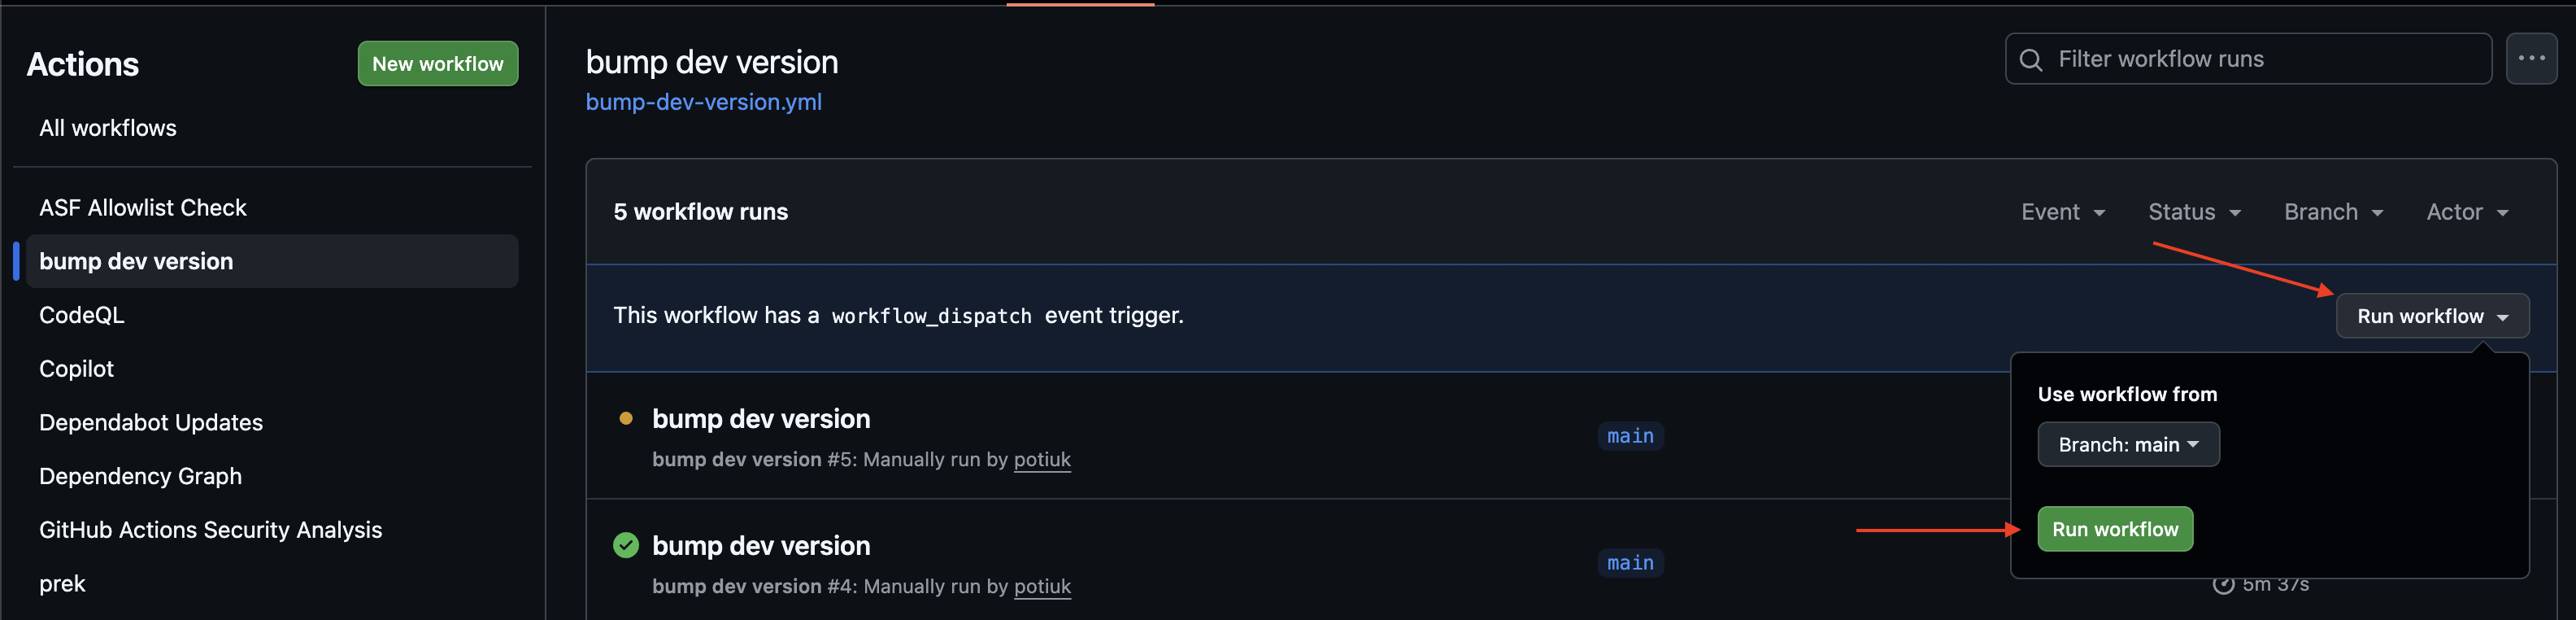 Actions
New workflow
All workflows
ASF Allowlist Check
bump dev version
CodeQL
Copilot
Dependabot Updates
Dependency Graph
GitHub Actions Security Analysis
prek
bump dev version
bump-dev-version.yml
Filter workflow runs
5 workflow runs
Event Status Branch Actor
This workflow has a workflow_dispatch event trigger.
Run workflow
Use workflow from
Branch: main
Run workflow
bump dev version
bump dev version #5: Manually run by potiuk
main
bump dev version
bump dev version #4: Manually run by potiuk
main
5m 37s